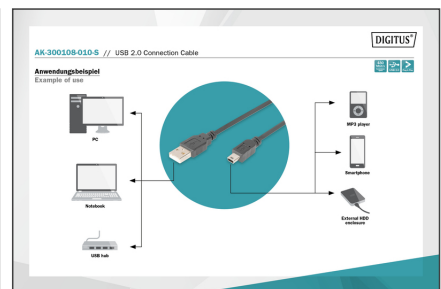 DIGITUS®
AK-300108-010-S // USB 2.0 Connection Cable
Anwendungsbeispiel
Example of use
PC
MP3 player
Smartphone
Notebook
External HDD
enclosure
USB hub